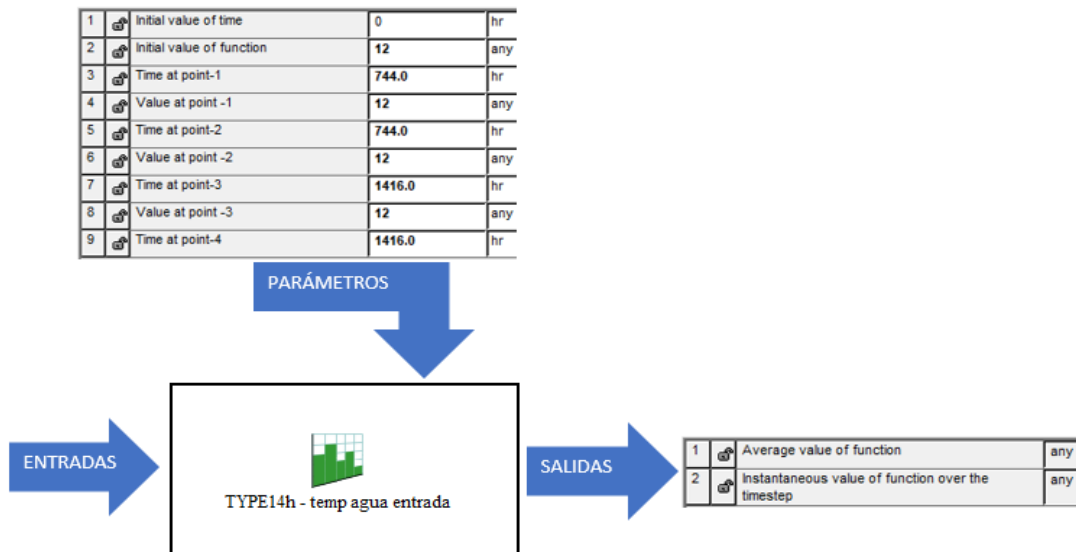 1 Initial value of time 0 hr
2 Initial value of function 12 any
3 Time at point-1 744.0 hr
4 Value at point -1 12 any
5 Time at point-2 744.0 hr
6 Value at point -2 12 any
7 Time at point-3 1416.0 hr
8 Value at point -3 12 any
9 Time at point-4 1416.0 hr
PARÁMETROS
ENTRADAS
TYPE14h - temp agua entrada
SALIDAS
1 Average value of function any
2 Instantaneous value of function over the any
timestep